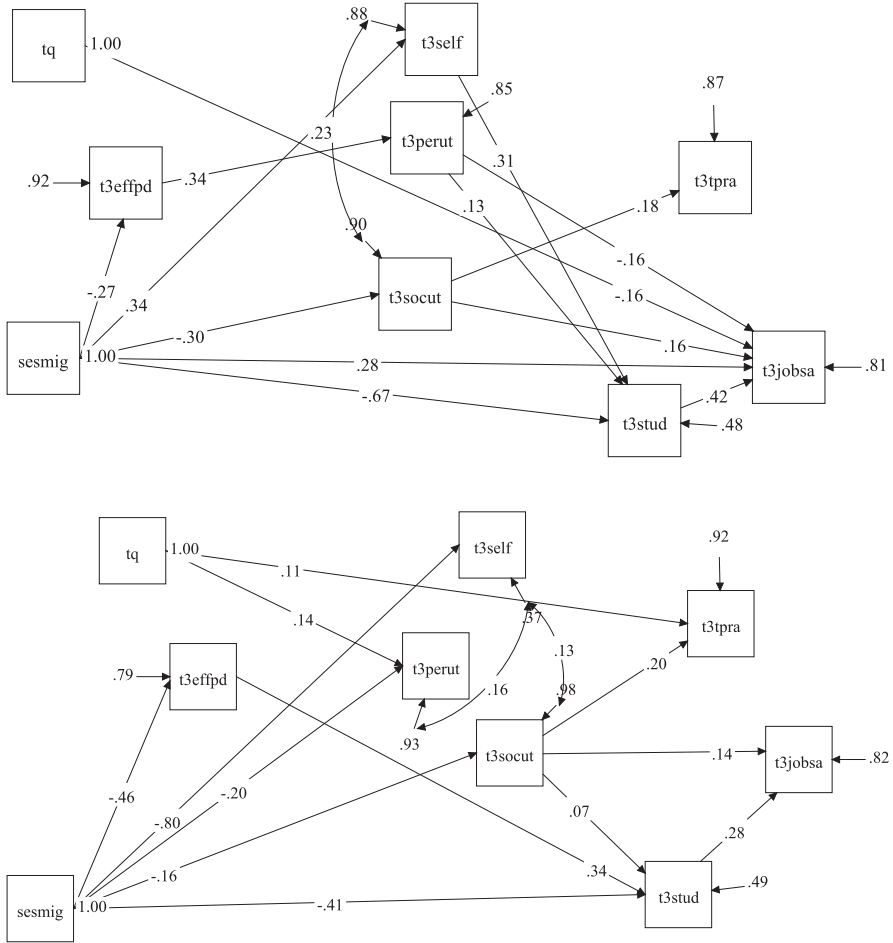 .88
t3self
tq
1.00
.87
.85
t3perut
.23
.31
t3tpra
.92
t3effpd
.34
.13
.18
.90
-.16
-.27
.34
t3socut
-.16
-.30
.16
sesmig
1.00
.28
t3jobsa
.81
-.67
.42
t3stud
.48
tq
1.00
t3self
.92
.11
.14
.37
t3tpra
.13
.20
.79
t3effpd
t3perut
.16
.98
.93
t3socut
.14
t3jobsa
.82
-.46
-.20
-.80
.07
.28
-.16
.34
.49
sesmig
1.00
-.41
t3stud